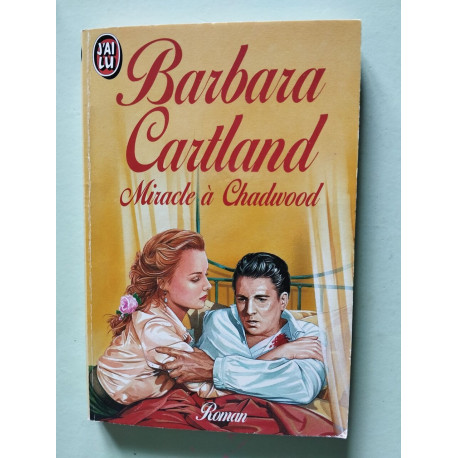 J'AI
LU
Barbara
Cartland
Miracle à Chadwood
Roman